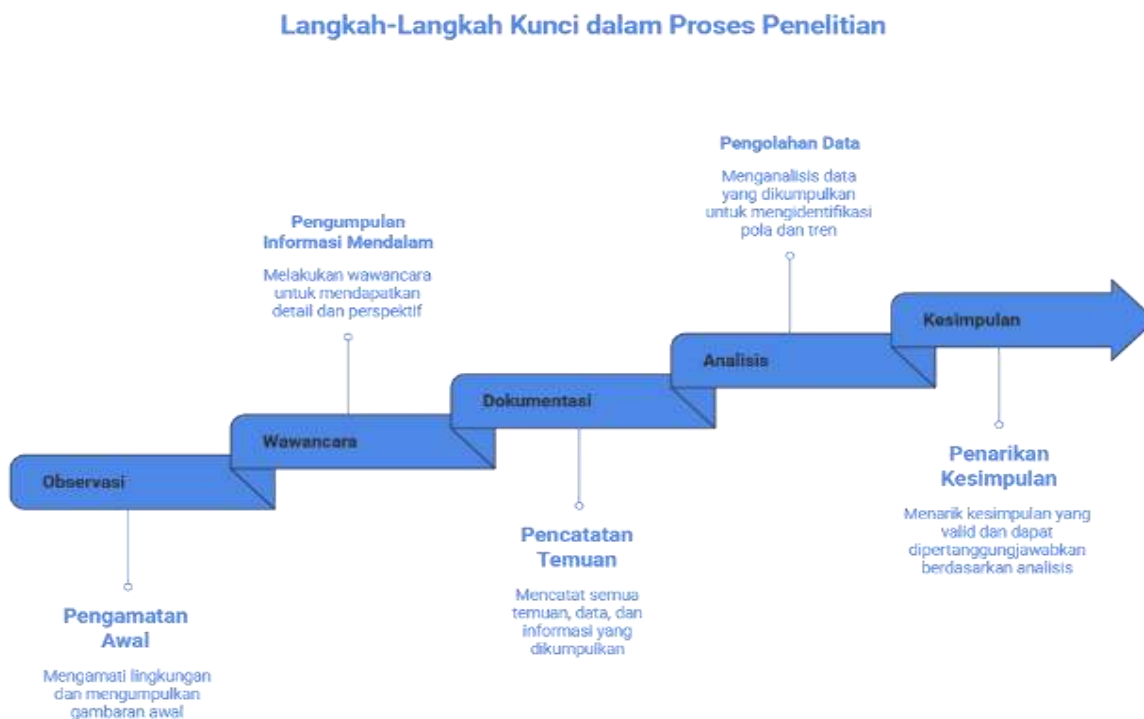 Langkah-Langkah Kunci dalam Proses Penelitian
Pengolahan Data
Menganalisis data
yang dikumpulkan
untuk mengidentifikasi
pola dan tren
Pengumpulan
Informasi Mendalam
Melakukan wawancara
untuk mendapatkan
detail dan perspektif
Kesimpulan
Analisis
Dokumentasi
Wawancara
Observasi
Penarikan
Kesimpulan
Menarik kesimpulan yang
valid dan dapat
dipertanggungjawabkan
berdasarkan analisis
Pencatatan
Temuan
Mencatat semua
temuan, data, dan
informasi yang
dikumpulkan
Pengamatan
Awal
Mengamati lingkungan
dan mengumpulkan
gambaran awal